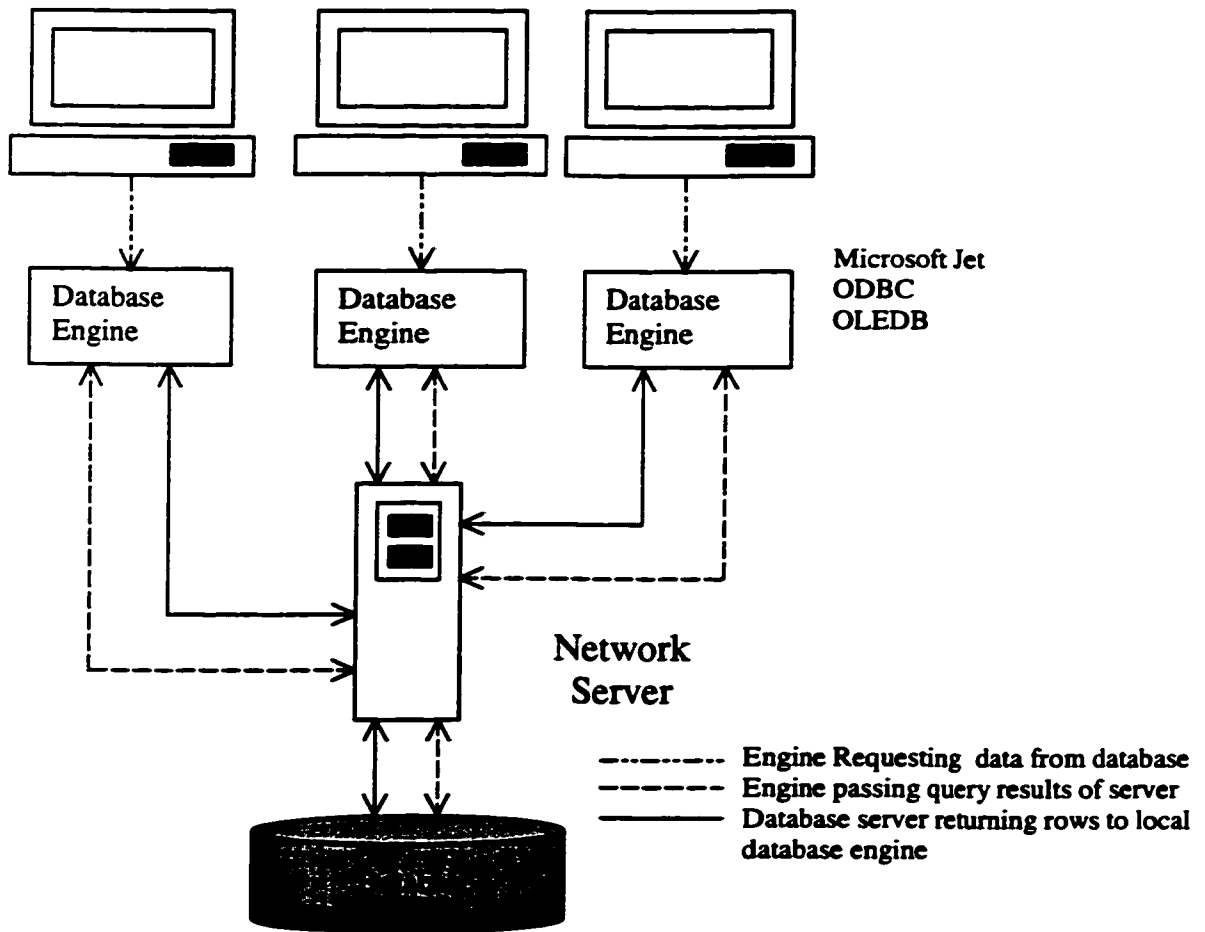 Database
Engine
Database
Engine
Database
Engine
Microsoft Jet
ODBC
OLEDB
Network
Server
Engine Requesting data from database
Engine passing query results of server
Database server returning rows to local
database engine